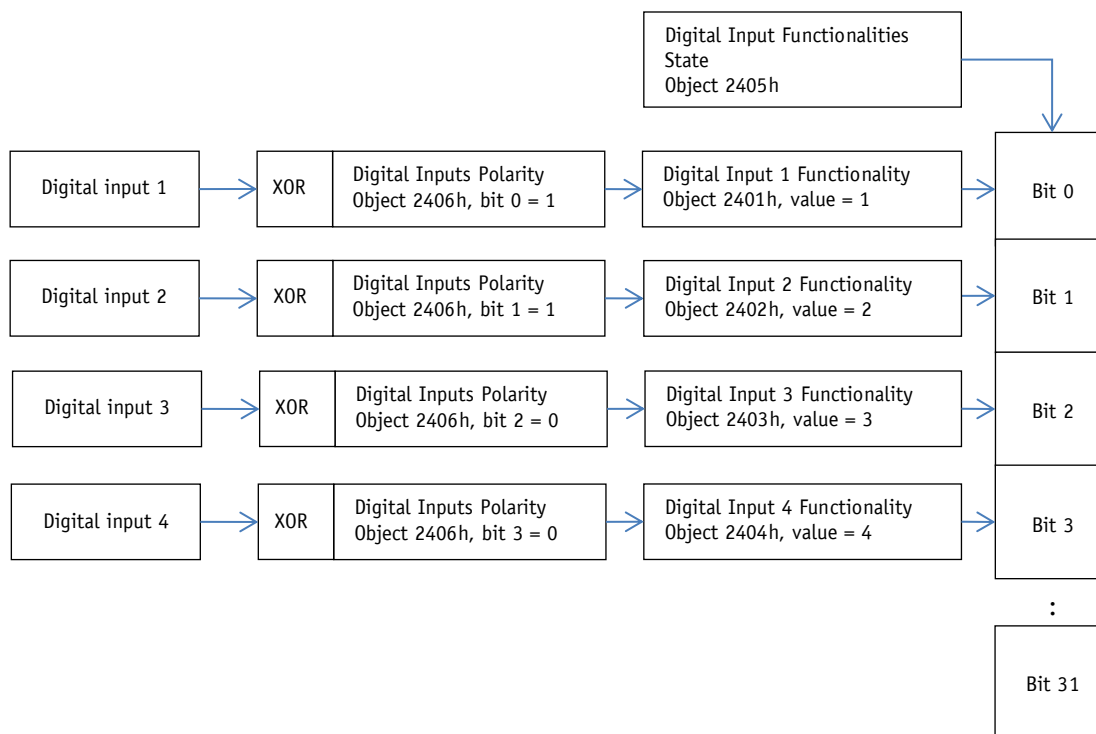 Digital Input Functionalities
State
Object 2405h
Digital input 1
XOR
Digital Inputs Polarity
Object 2406h, bit 0 = 1
Digital Input 1 Functionality
Object 2401h, value = 1
Bit 0
Digital input 2
XOR
Digital Inputs Polarity
Object 2406h, bit 1 = 1
Digital Input 2 Functionality
Object 2402h, value = 2
Bit 1
Digital input 3
XOR
Digital Inputs Polarity
Object 2406h, bit 2 = 0
Digital Input 3 Functionality
Object 2403h, value = 3
Bit 2
Digital input 4
XOR
Digital Inputs Polarity
Object 2406h, bit 3 = 0
Digital Input 4 Functionality
Object 2404h, value = 4
Bit 3
:
Bit 31